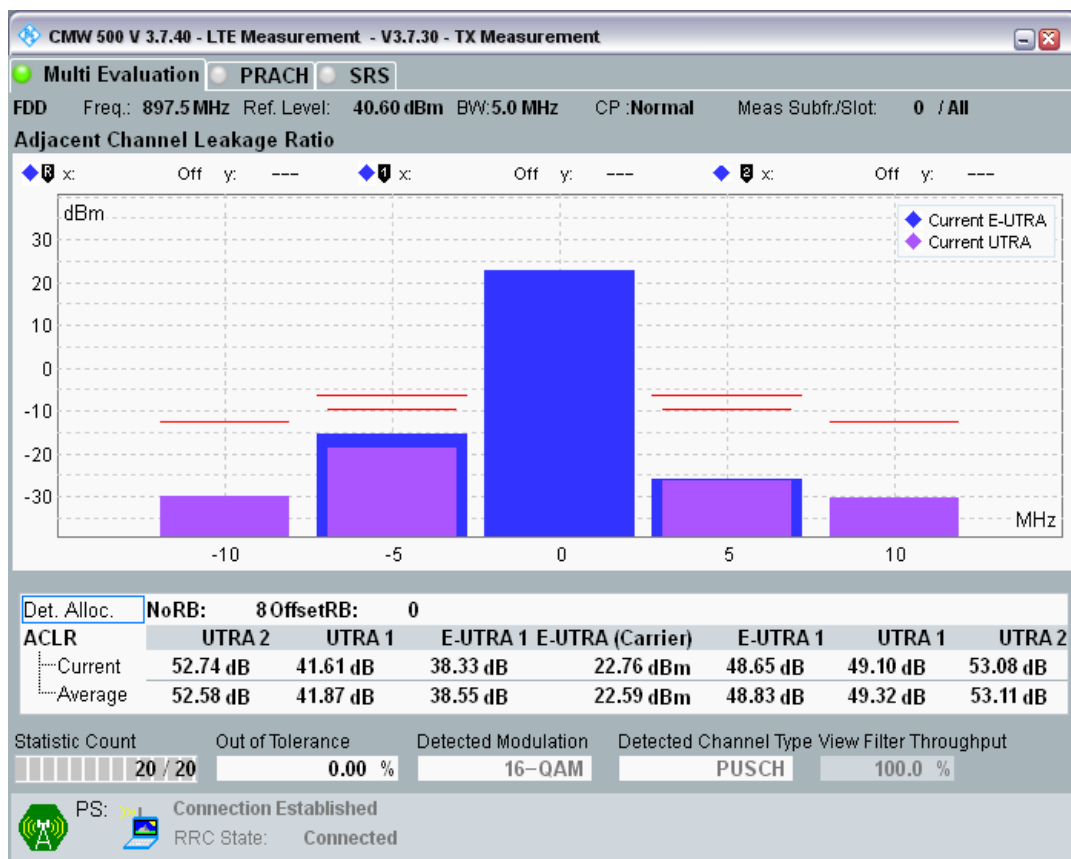 CMW 500 V 3.7.40 - LTE Measurement - V3.7.30 - TX Measurement
Multi Evaluation PRACH SRS
FDD Freq.: 897.5 MHz Ref. Level: 40.60 dBm BW:5.0 MHz CP :Normal Meas Subfr./Slot: 0 / All
Adjacent Channel Leakage Ratio
R x: Off y: --- 1 x: Off y: --- 2 x: Off y: ---
dBm
Current E-UTRA
Current UTRA
30
20
10
0
-10
-20
-30
MHz
-10 -5 0 5 10
Det. Alloc. NoRB: 8 OffsetRB: 0
ACLR UTRA 2 UTRA 1 E-UTRA 1 E-UTRA (Carrier) E-UTRA 1 UTRA 1 UTRA 2
Current 52.74 dB 41.61 dB 38.33 dB 22.76 dBm 48.65 dB 49.10 dB 53.08 dB
Average 52.58 dB 41.87 dB 38.55 dB 22.59 dBm 48.83 dB 49.32 dB 53.11 dB
Statistic Count Out of Tolerance Detected Modulation Detected Channel Type View Filter Throughput
20 / 20 0.00 % 16-QAM PUSCH 100.0 %
PS: Connection Established
RRC State: Connected